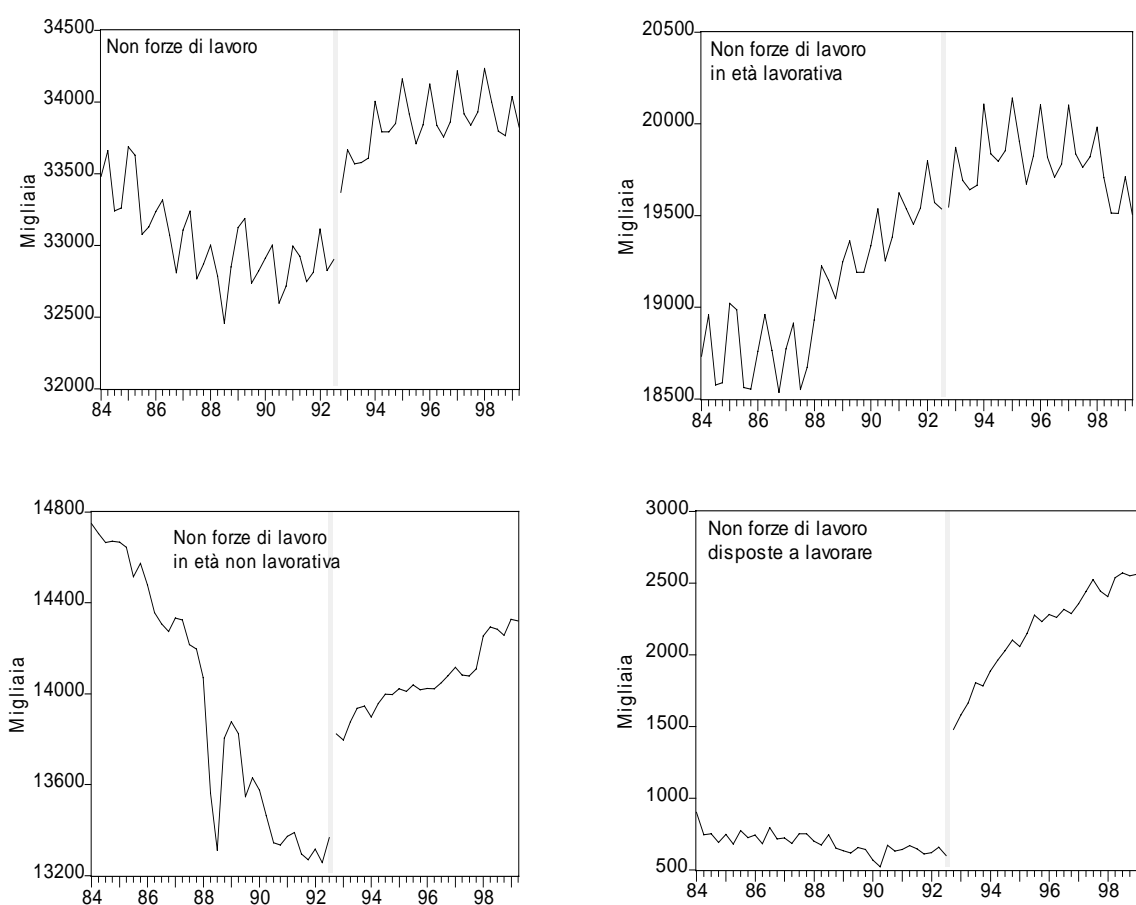 34500
34000
33500
33000
32500
32000
Migliaia
Non forze di lavoro
84 86 88 90 92 94 96 98
20500
20000
19500
19000
18500
Migliaia
Non forze di lavoro
in età lavorativa
84 86 88 90 92 94 96 98
14800
14400
14000
13600
13200
Migliaia
Non forze di lavoro
in età non lavorativa
84 86 88 90 92 94 96 98
3000
2500
2000
1500
1000
500
Migliaia
Non forze di lavoro
disposte a lavorare
84 86 88 90 92 94 96 98